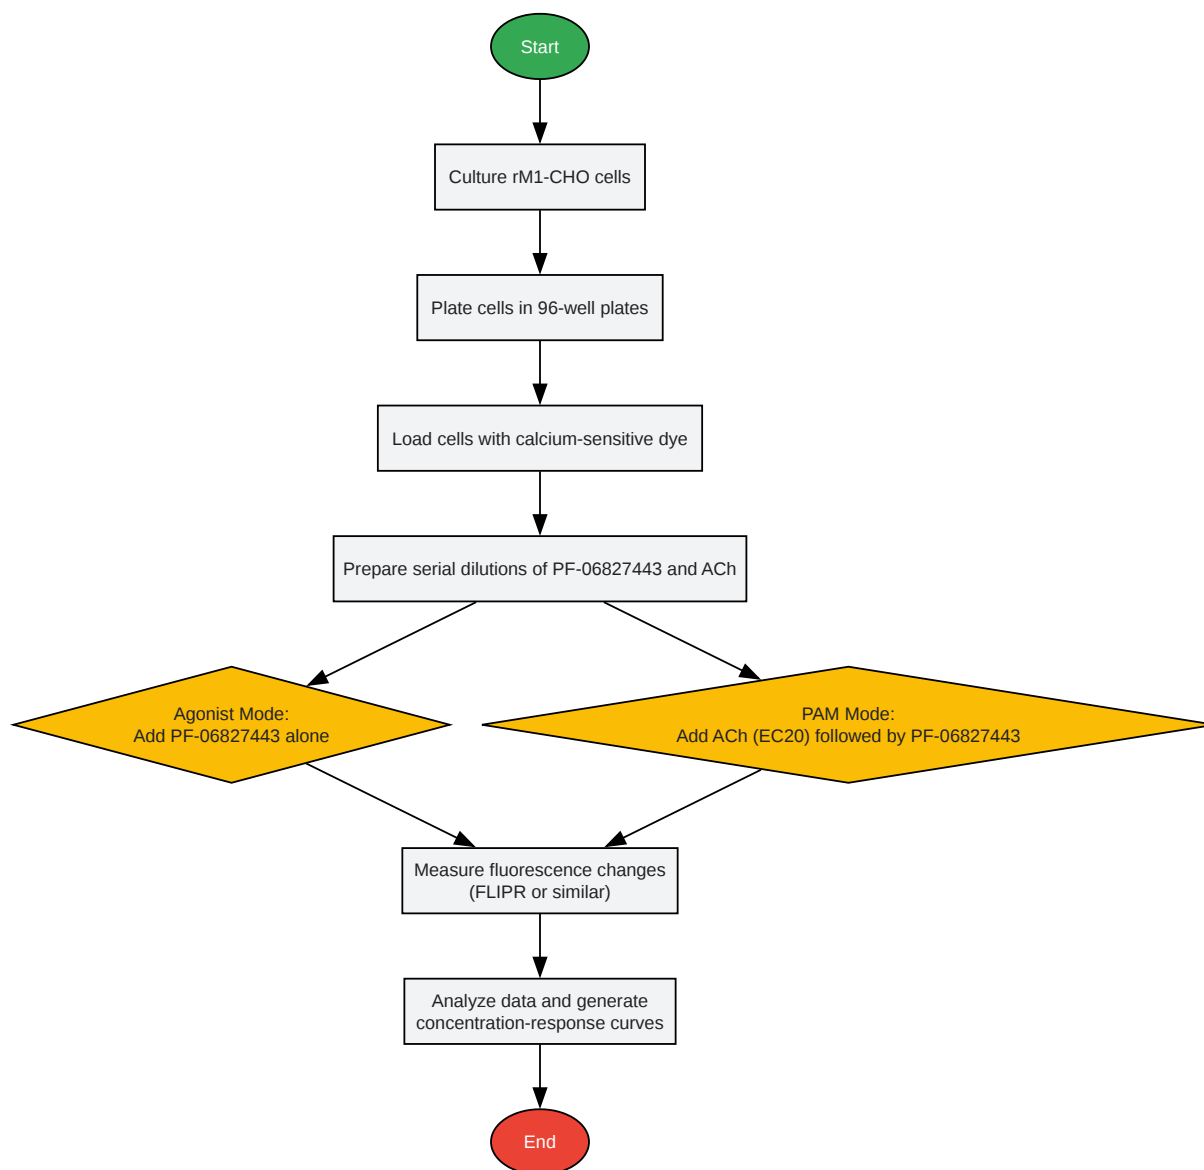 Start
Culture rM1-CHO cells
Plate cells in 96-well plates
Load cells with calcium-sensitive dye
Prepare serial dilutions of PF-06827443 and ACh
Agonist Mode:
Add PF-06827443 alone
PAM Mode:
Add ACh (EC20) followed by PF-06827443
Measure fluorescence changes
(FLIPR or similar)
Analyze data and generate
concentration-response curves
End